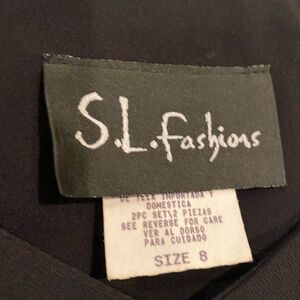 S.L. fashions
DE TELA IMPORTADA Y
DOMESTICA
2PC SET\2 PIEZAS
SEE REVERSE FOR CARE
VER AL DORSO
PARA CUIDADO
SIZE 8